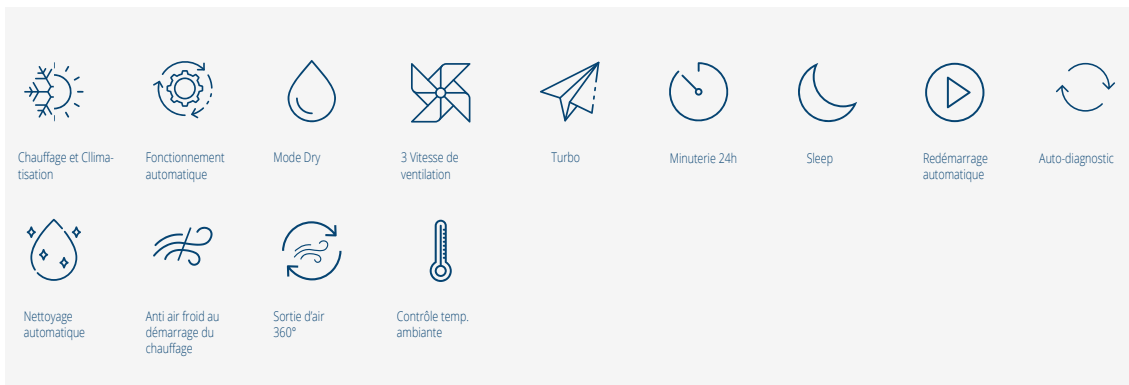 Chauffage et Cllima-
tisation
Fonctionnement
automatique
Mode Dry
3 Vitesse de
ventilation
Turbo
Minuterie 24h
Sleep
Redémarrage
automatique
Auto-diagnostic
Nettoyage
automatique
Anti air froid au
démarrage du
chauffage
Sortie d'air
360º
Contrôle temp.
ambiante